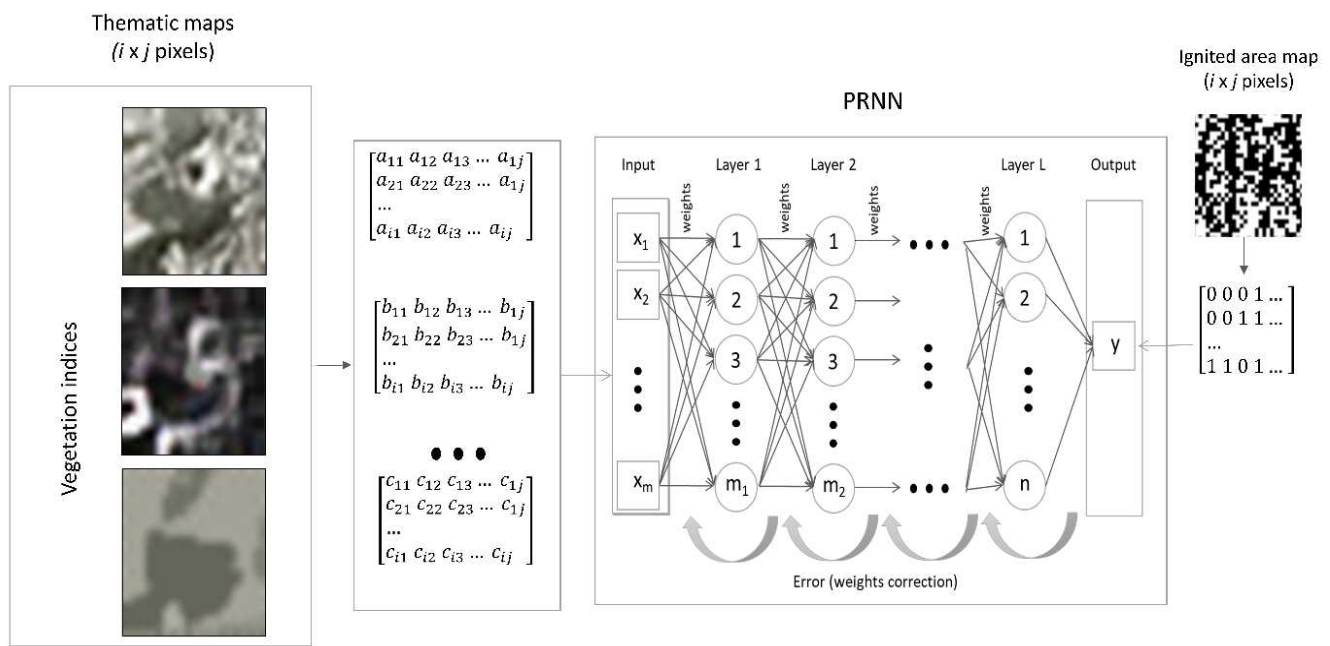 Thematic maps
(i x j pixels)
Vegetation indices
a11 a12 a13 ... a1j
a21 a22 a23 ... a1j
...
ai1 ai2 ai3 ... aij
b11 b12 b13 ... b1j
b21 b22 b23 ... b1j
...
bi1 bi2 bi3 ... bij
c11 c12 c13 ... c1j
c21 c22 c23 ... c1j
...
ci1 ci2 ci3 ... cij
PRNN
Input Layer 1 Layer 2 Layer L Output
weights weights weights weights
x1 1 1 1
x2 2 2 2
3 3
y
xm m1 m2 n
Error (weights correction)
Ignited area map
(i x j pixels)
0 0 0 1 ...
0 0 1 1 ...
...
1 1 0 1 ...